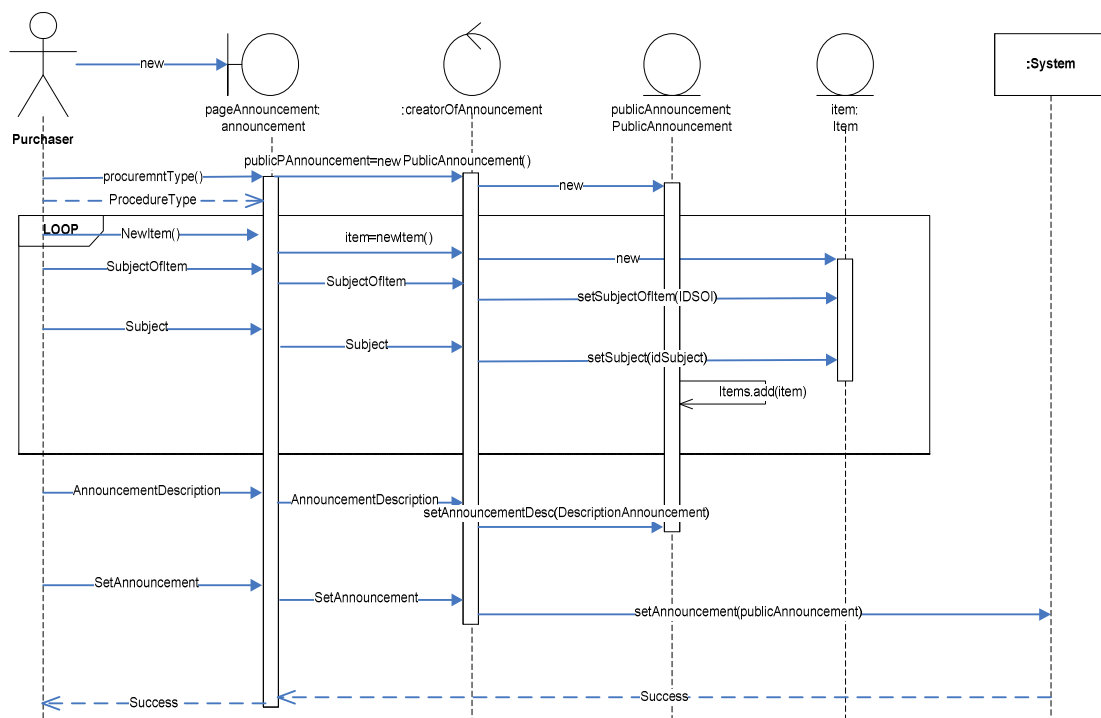 new
:System
pageAnnouncement:
announcement
:creatorOfAnnouncement
publicAnnouncement:
PublicAnnouncement
item:
Item
Purchaser
publicPAnnouncement=new PublicAnnouncement()
procuremntType()
new
ProcedureType
LOOP
NewItem()
item=newItem()
new
SubjectOfItem
SubjectOfItem
setSubjectOfItem(IDSOI)
Subject
Subject
setSubject(idSubject)
Items.add(item)
AnnouncementDescription
AnnouncementDescription
setAnnouncementDesc(DescriptionAnnouncement)
SetAnnouncement
SetAnnouncement
setAnnouncement(publicAnnouncement)
Success
Success